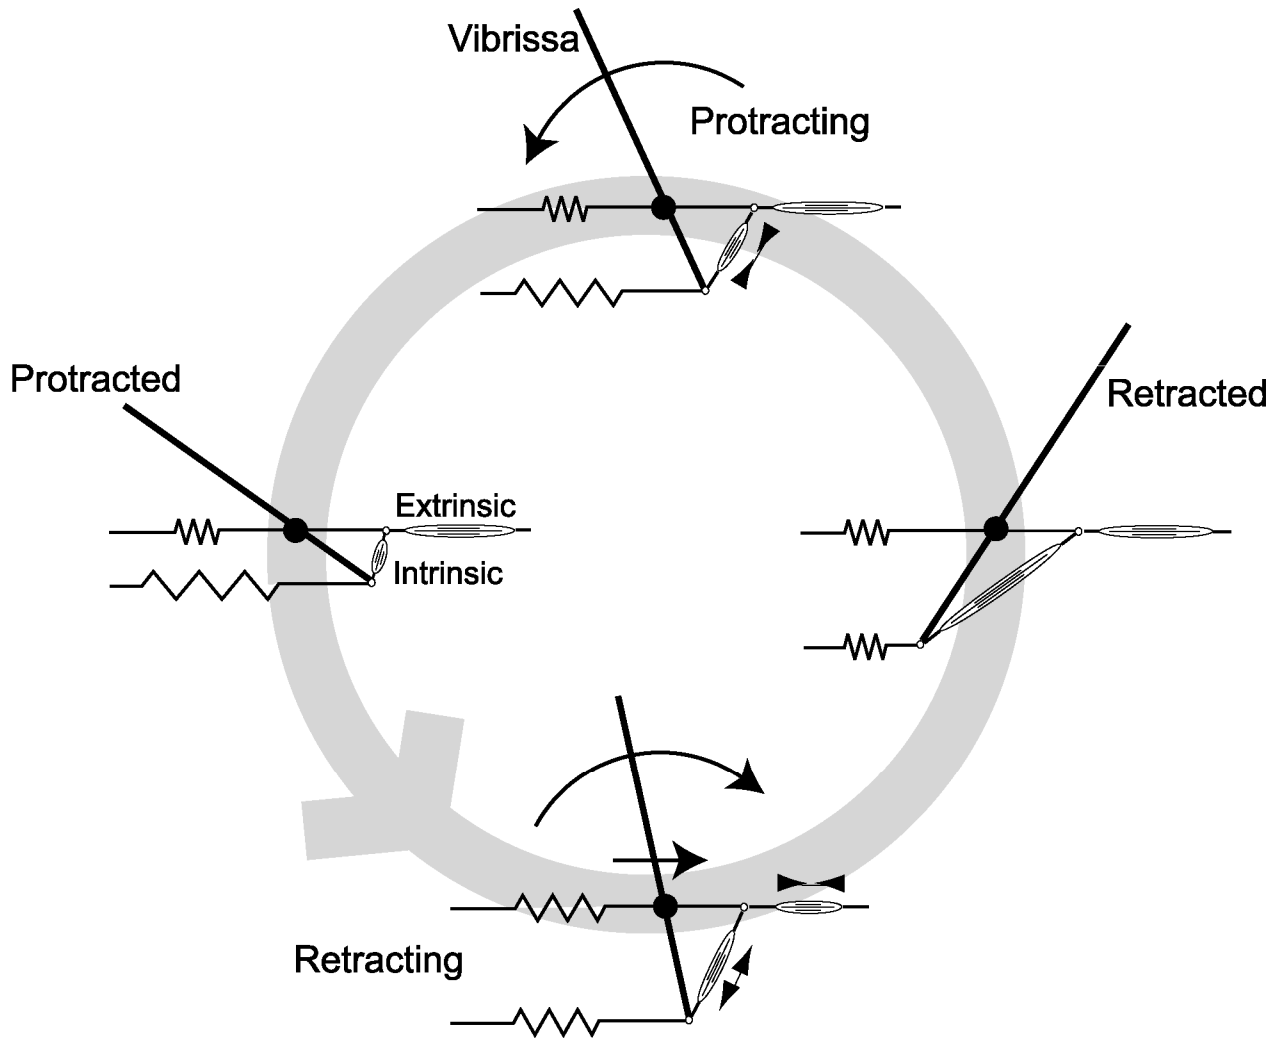 Vibrissa
Protracting
Protracted
Retracted
Extrinsic
Intrinsic
Retracting